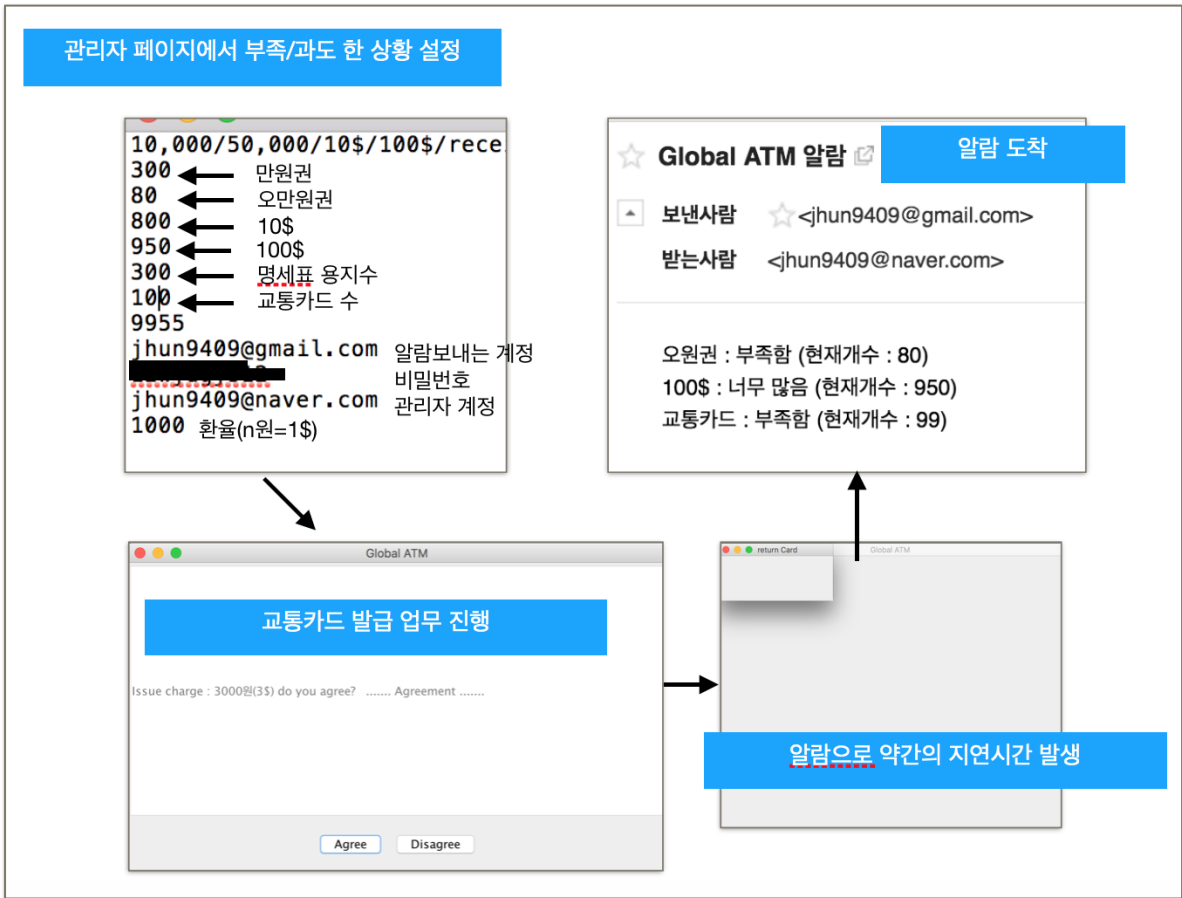 관리자 페이지에서 부족/과도 한 상황 설정
10,000/50,000/10$/100$/rece
300 만원권
80 오만원권
800 10$
950 100$
300 명세표 용지수
100 교통카드 수
9955
jhun9409@gmail.com 알람보내는 계정
비밀번호
jhun9409@naver.com 관리자 계정
1000 환율(n원=1$)
Global ATM 알람
알람 도착
보낸사람 <jhun9409@gmail.com>
받는사람 <jhun9409@naver.com>
오원권 : 부족함 (현재개수 : 80)
100$ : 너무 많음 (현재개수 : 950)
교통카드 : 부족함 (현재개수 : 99)
Global ATM
교통카드 발급 업무 진행
Issue charge : 3000원(3$) do you agree? ....... Agreement .......
Agree Disagree
return Card Global ATM
알람으로 약간의 지연시간 발생